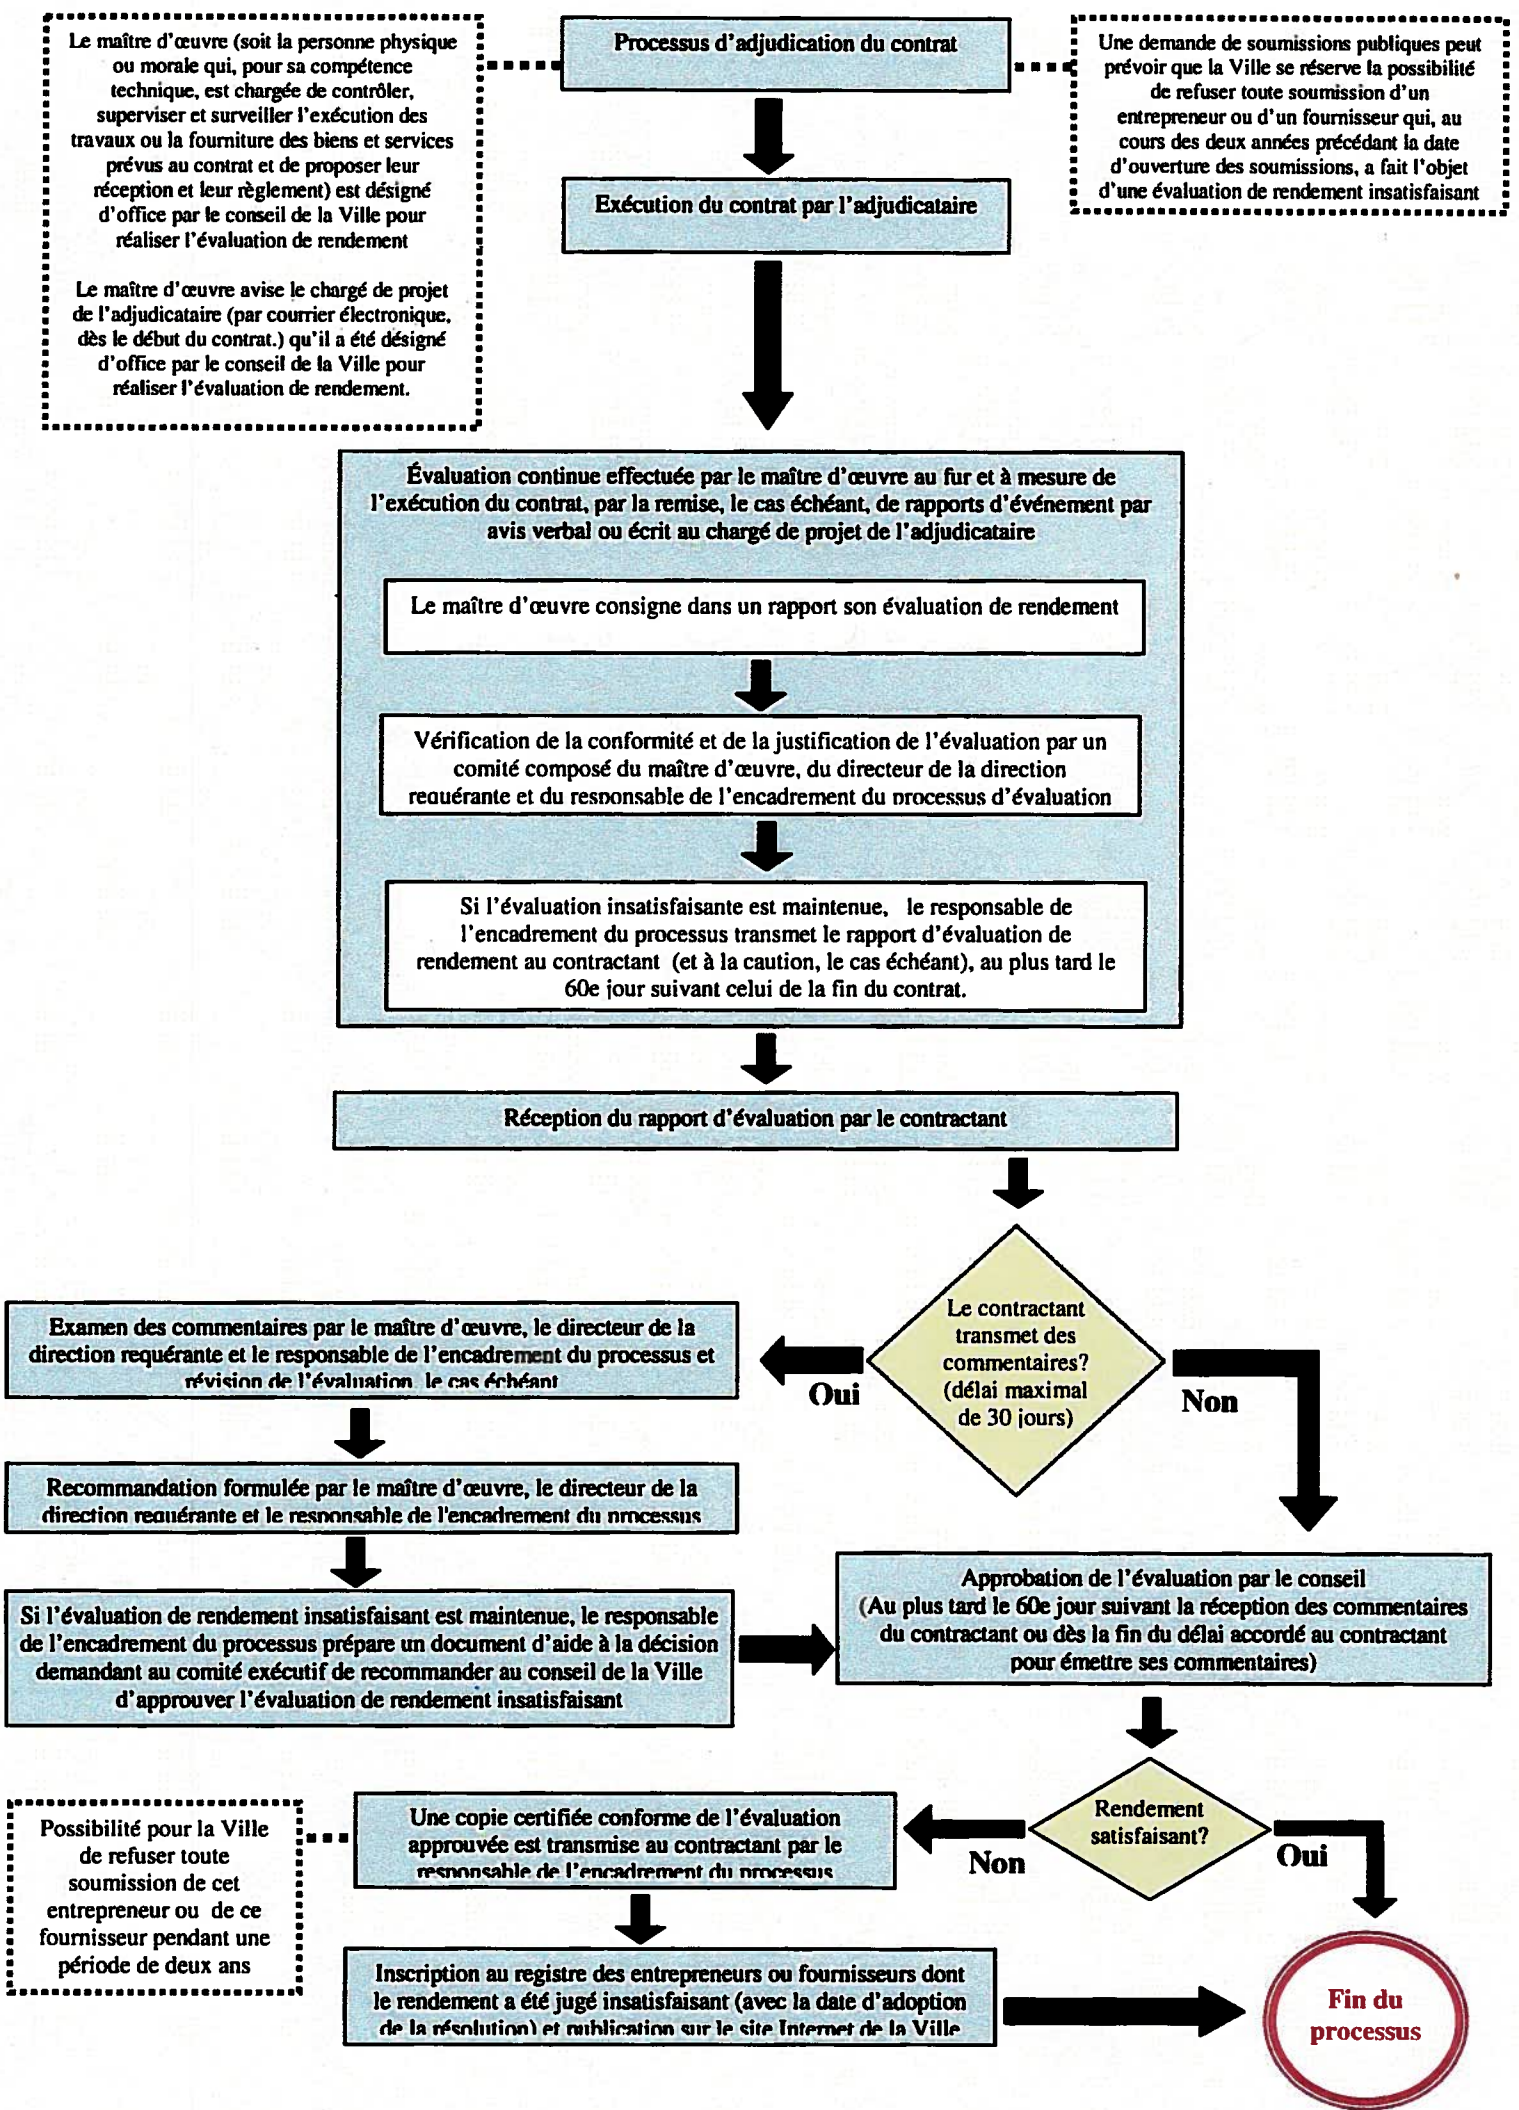 Le maître d'œuvre (soit la personne physique
ou morale qui, pour sa compétence
technique, est chargée de contrôler,
superviser et surveiller l'exécution des
travaux ou la fourniture des biens et services
prévus au contrat et de proposer leur
réception et leur règlement) est désigné
d'office par le conseil de la Ville pour
réaliser l'évaluation de rendement
Le maître d'œuvre avise le chargé de projet
de l'adjudicataire (par courrier électronique,
dès le début du contrat.) qu'il a été désigné
d'office par le conseil de la Ville pour
réaliser l'évaluation de rendement.
Processus d'adjudication du contrat
Une demande de soumissions publiques peut
prévoir que la Ville se réserve la possibilité
de refuser toute soumission d'un
entrepreneur ou d'un fournisseur qui, au
cours des deux années précédant la date
d'ouverture des soumissions, a fait l'objet
d'une évaluation de rendement insatisfaisant
Exécution du contrat par l'adjudicataire
Évaluation continue effectuée par le maître d'œuvre au fur et à mesure de
l'exécution du contrat, par la remise, le cas échéant, de rapports d'événement par
avis verbal ou écrit au chargé de projet de l'adjudicataire
Le maître d'œuvre consigne dans un rapport son évaluation de rendement
Vérification de la conformité et de la justification de l'évaluation par un
comité composé du maître d'œuvre, du directeur de la direction
requérante et du responsable de l'encadrement du processus d'évaluation
Si l'évaluation insatisfaisante est maintenue, le responsable de
l'encadrement du processus transmet le rapport d'évaluation de
rendement au contractant (et à la caution, le cas échéant), au plus tard le
60e jour suivant celui de la fin du contrat.
Réception du rapport d'évaluation par le contractant
Le contractant
transmet des
commentaires?
(délai maximal
de 30 jours)
Oui
Non
Examen des commentaires par le maître d'œuvre, le directeur de la
direction requérante et le responsable de l'encadrement du processus et
révision de l'évaluation, le cas échéant
Recommandation formulée par le maître d'œuvre, le directeur de la
direction requérante et le responsable de l'encadrement du processus
Si l'évaluation de rendement insatisfaisant est maintenue, le responsable
de l'encadrement du processus prépare un document d'aide à la décision
demandant au comité exécutif de recommander au conseil de la Ville
d'approuver l'évaluation de rendement insatisfaisant
Approbation de l'évaluation par le conseil
(Au plus tard le 60e jour suivant la réception des commentaires
du contractant ou dès la fin du délai accordé au contractant
pour émettre ses commentaires)
Rendement
satisfaisant?
Non
Oui
Une copie certifiée conforme de l'évaluation
approuvée est transmise au contractant par le
responsable de l'encadrement du processus
Possibilité pour la Ville
de refuser toute
soumission de cet
entrepreneur ou de ce
fournisseur pendant une
période de deux ans
Inscription au registre des entrepreneurs ou fournisseurs dont
le rendement a été jugé insatisfaisant (avec la date d'adoption
de la résolution) et publication sur le site Internet de la Ville
Fin du
processus